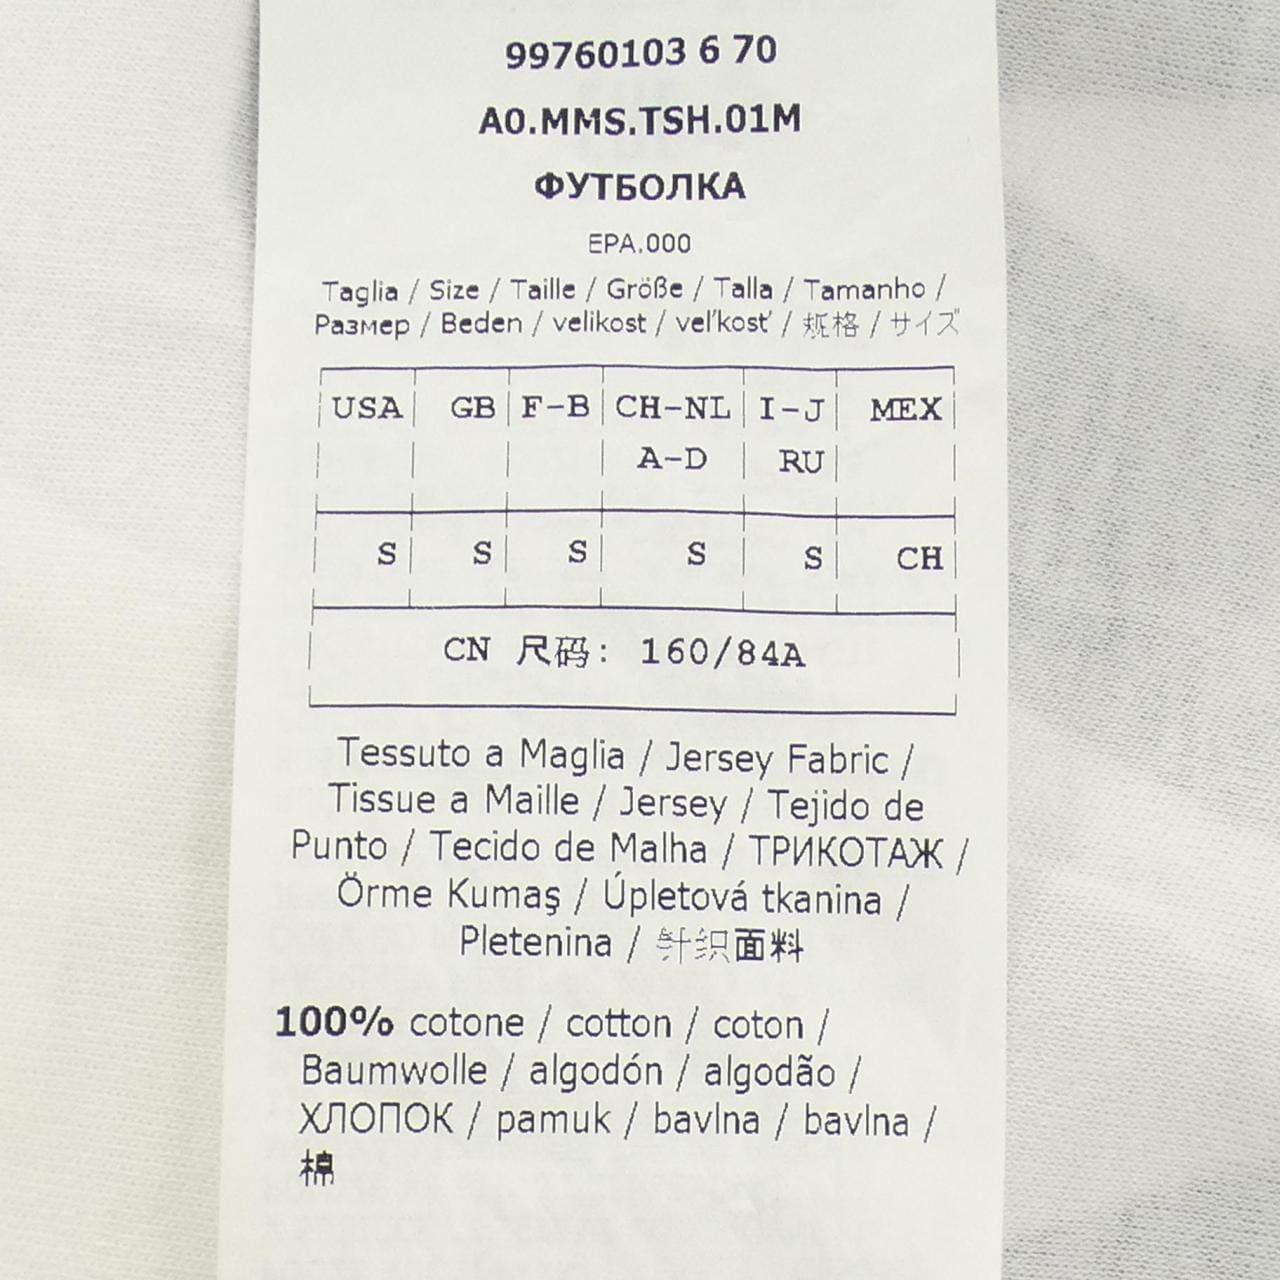 99760103 6 70
A0.MMS.TSH.01M
ФУТБОЛКА
EPA.000
Taglia / Size / Taille / Größe / Talla / Tamanho /
Размер / Beden / velikost / veľkosť / 规格 / サイズ
USA GB F-B CH-NL I-J MEX
A-D RU
S S S S S CH
CN 尺码: 160/84A
Tessuto a Maglia / Jersey Fabric /
Tissue a Maille / Jersey / Tejido de
Punto / Tecido de Malha / ТРИКОТАЖ /
Örme Kumaş / Úpletová tkanina /
Pletenina / 针织面料
100% cotone / cotton / coton /
Baumwolle / algodón / algodão /
ХЛОПОК / pamuk / bavlna / bavlna /
棉